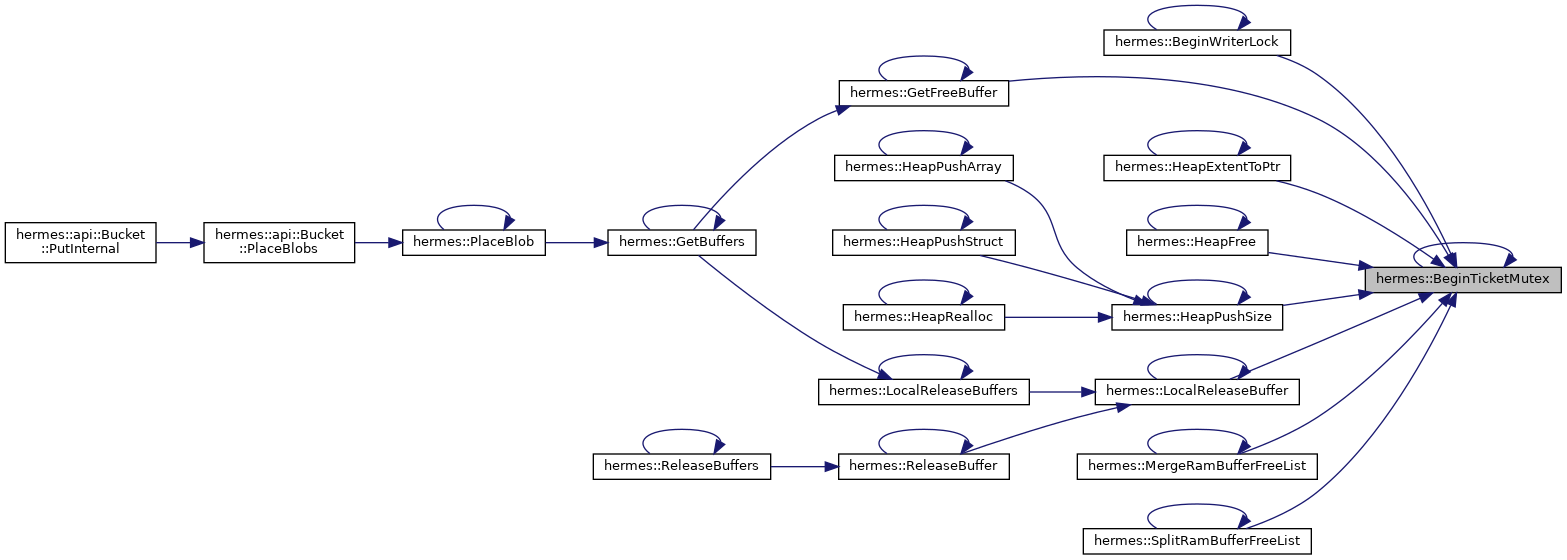 hermes::BeginWriterLock
hermes::GetFreeBuffer
hermes::HeapPushArray
hermes::HeapExtentToPtr
hermes::api::Bucket
::PutInternal
hermes::api::Bucket
::PlaceBlobs
hermes::PlaceBlob
hermes::GetBuffers
hermes::HeapPushStruct
hermes::HeapFree
hermes::BeginTicketMutex
hermes::HeapRealloc
hermes::HeapPushSize
hermes::LocalReleaseBuffers
hermes::LocalReleaseBuffer
hermes::ReleaseBuffers
hermes::ReleaseBuffer
hermes::MergeRamBufferFreeList
hermes::SplitRamBufferFreeList